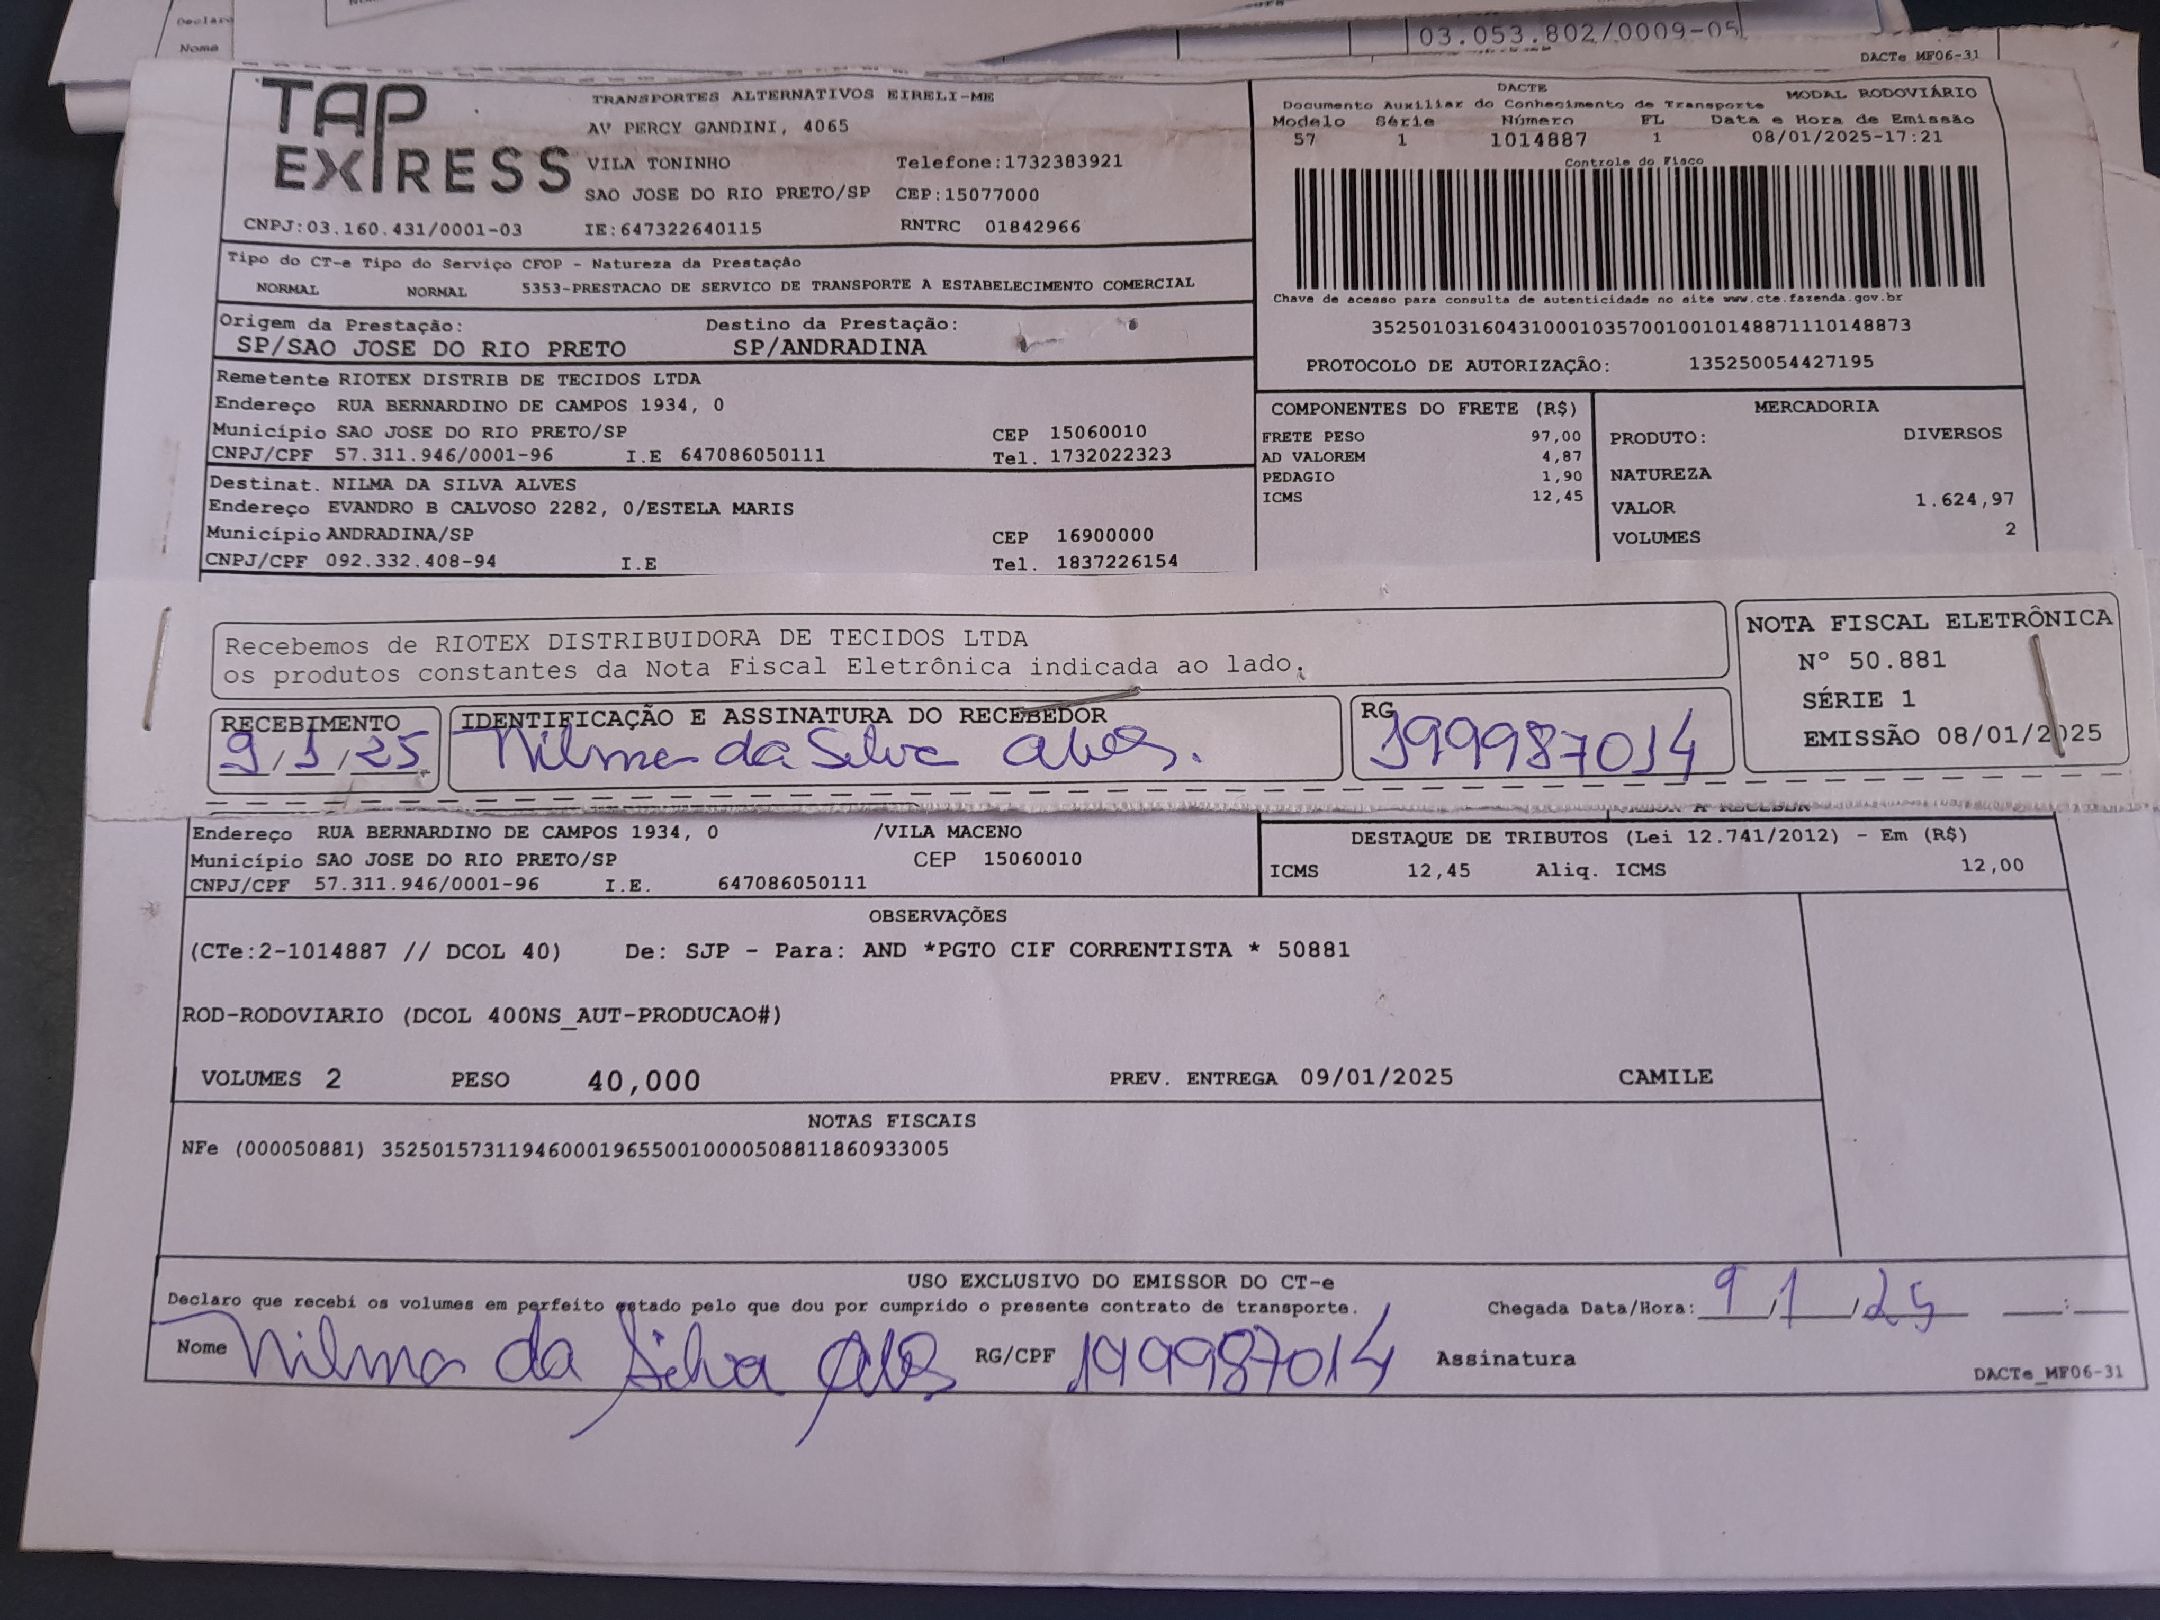 Declaro
Nome
03.053.802/0009-05
DACTe MF06-31
TAP EXPRESS
TRANSPORTES ALTERNATIVOS EIRELI-ME
AV PERCY GANDINI, 4065
VILA TONINHO Telefone:1732383921
SAO JOSE DO RIO PRETO/SP CEP:15077000
CNPJ:03.160.431/0001-03 IE:647322640115 RNTRC 01842966
DACTE
Documento Auxiliar do Conhecimento de Transporte MODAL RODOVIÁRIO
Modelo Série Número FL Data e Hora de Emissão
57 1 1014887 1 08/01/2025-17:21
Controle do Fisco
Chave de acesso para consulta de autenticidade no site www.cte.fazenda.gov.br
35250103160431000103570010010148871110148873
PROTOCOLO DE AUTORIZAÇÃO: 135250054427195
Tipo do CT-e Tipo do Serviço CFOP - Natureza da Prestação
NORMAL NORMAL 5353-PRESTACAO DE SERVICO DE TRANSPORTE A ESTABELECIMENTO COMERCIAL
Origem da Prestação: Destino da Prestação:
SP/SAO JOSE DO RIO PRETO SP/ANDRADINA
Remetente RIOTEX DISTRIB DE TECIDOS LTDA
Endereço RUA BERNARDINO DE CAMPOS 1934, 0
Município SAO JOSE DO RIO PRETO/SP CEP 15060010
CNPJ/CPF 57.311.946/0001-96 I.E 647086050111 Tel. 1732022323
Destinat. NILMA DA SILVA ALVES
Endereço EVANDRO B CALVOSO 2282, 0/ESTELA MARIS
Município ANDRADINA/SP CEP 16900000
CNPJ/CPF 092.332.408-94 I.E Tel. 1837226154
COMPONENTES DO FRETE (R$)
FRETE PESO 97,00
AD VALOREM 4,87
PEDAGIO 1,90
ICMS 12,45
MERCADORIA
PRODUTO: DIVERSOS
NATUREZA
VALOR 1.624,97
VOLUMES 2
Recebemos de RIOTEX DISTRIBUIDORA DE TECIDOS LTDA
os produtos constantes da Nota Fiscal Eletrônica indicada ao lado.
RECEBIMENTO IDENTIFICAÇÃO E ASSINATURA DO RECEBEDOR RG
9/1/25 Nilma da Silva Alves. 199987014
NOTA FISCAL ELETRÔNICA
Nº 50.881
SÉRIE 1
EMISSÃO 08/01/2025
Endereço RUA BERNARDINO DE CAMPOS 1934, 0 /VILA MACENO
Município SAO JOSE DO RIO PRETO/SP CEP 15060010
CNPJ/CPF 57.311.946/0001-96 I.E. 647086050111
DESTAQUE DE TRIBUTOS (Lei 12.741/2012) - Em (R$)
ICMS 12,45 Aliq. ICMS 12,00
OBSERVAÇÕES
(CTe:2-1014887 // DCOL 40) De: SJP - Para: AND *PGTO CIF CORRENTISTA * 50881
ROD-RODOVIARIO (DCOL 400NS_AUT-PRODUCAO#)
VOLUMES 2 PESO 40,000 PREV. ENTREGA 09/01/2025 CAMILE
NOTAS FISCAIS
NFe (000050881) 35250157311946000196550010000508811860933005
USO EXCLUSIVO DO EMISSOR DO CT-e
Declaro que recebi os volumes em perfeito estado pelo que dou por cumprido o presente contrato de transporte. Chegada Data/Hora: 9/1/25 __:__
Nome Nilma da Silva Alves RG/CPF 199987014 Assinatura
DACTe_MF06-31